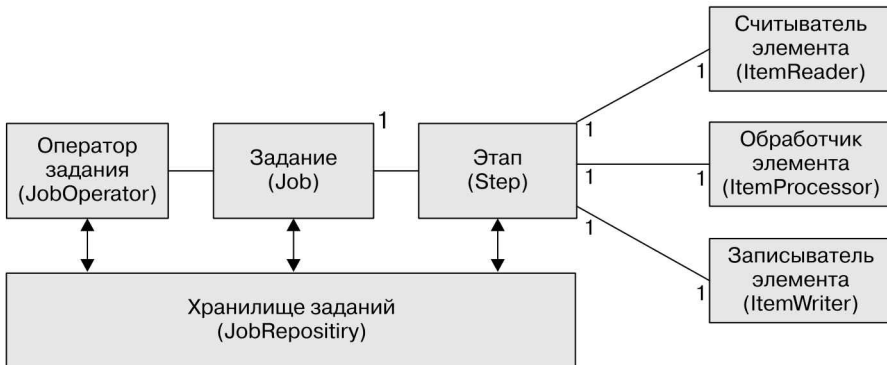 Считыватель
элемента
(ItemReader)
1
1
1
Оператор
задания
(JobOperator)
Задание
(Job)
Этап
(Step)
1
1
Обработчик
элемента
(ItemProcessor)
1
1
Записыватель
элемента
(ItemWriter)
Хранилище заданий
(JobRepositiry)